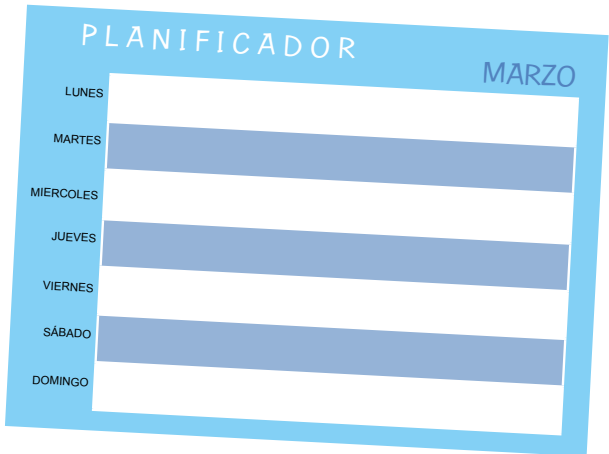 PLANIFICADOR
MARZO
LUNES
MARTES
MIERCOLES
JUEVES
VIERNES
SÁBADO
DOMINGO